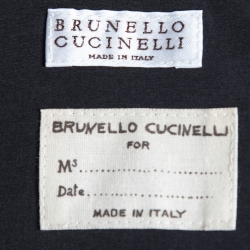 BRUNELLO
CUCINELLI
MADE IN ITALY
BRUNELLO CUCINELLI
FOR
Ms.....................
Date.....................
MADE IN ITALY